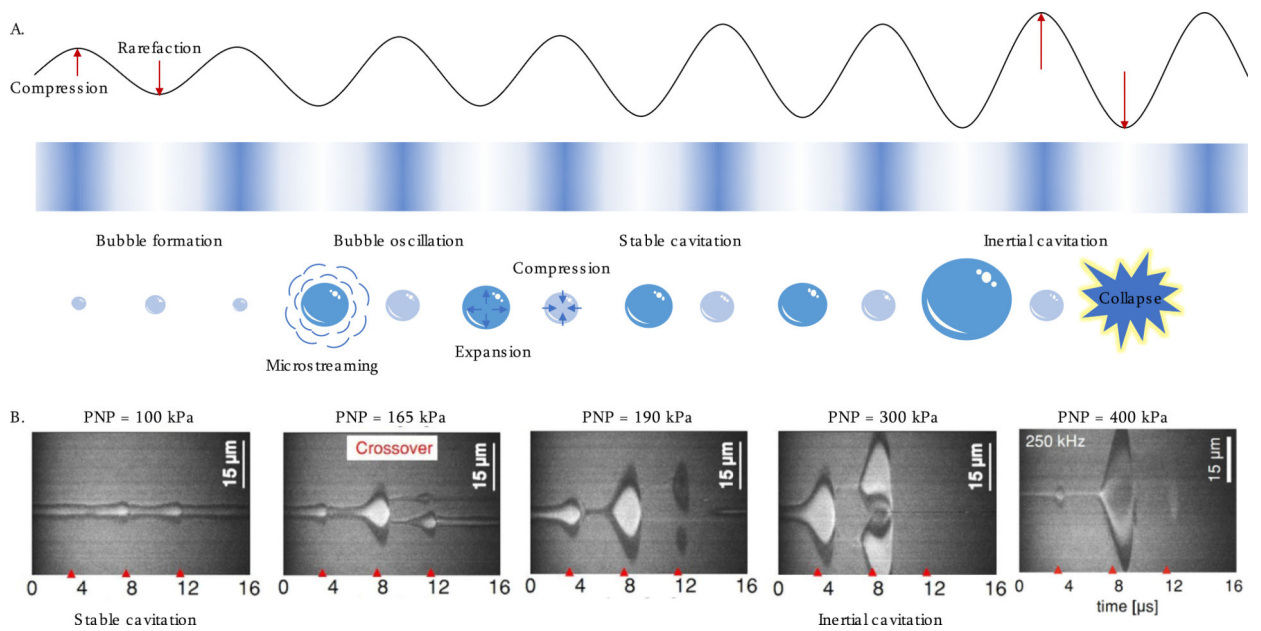 A.
Rarefaction
Compression
Bubble formation
Bubble oscillation
Stable cavitation
Inertial cavitation
Compression
Collapse
Expansion
Microstreaming
B.
PNP = 100 kPa
PNP = 165 kPa
PNP = 190 kPa
PNP = 300 kPa
PNP = 400 kPa
15 µm
Crossover
15 µm
15 µm
15 µm
250 kHz
15 µm
0 4 8 12 16
0 4 8 12 16
0 4 8 12 16
0 4 8 12 16
0 4 8 12 16
time [µs]
Stable cavitation
Inertial cavitation